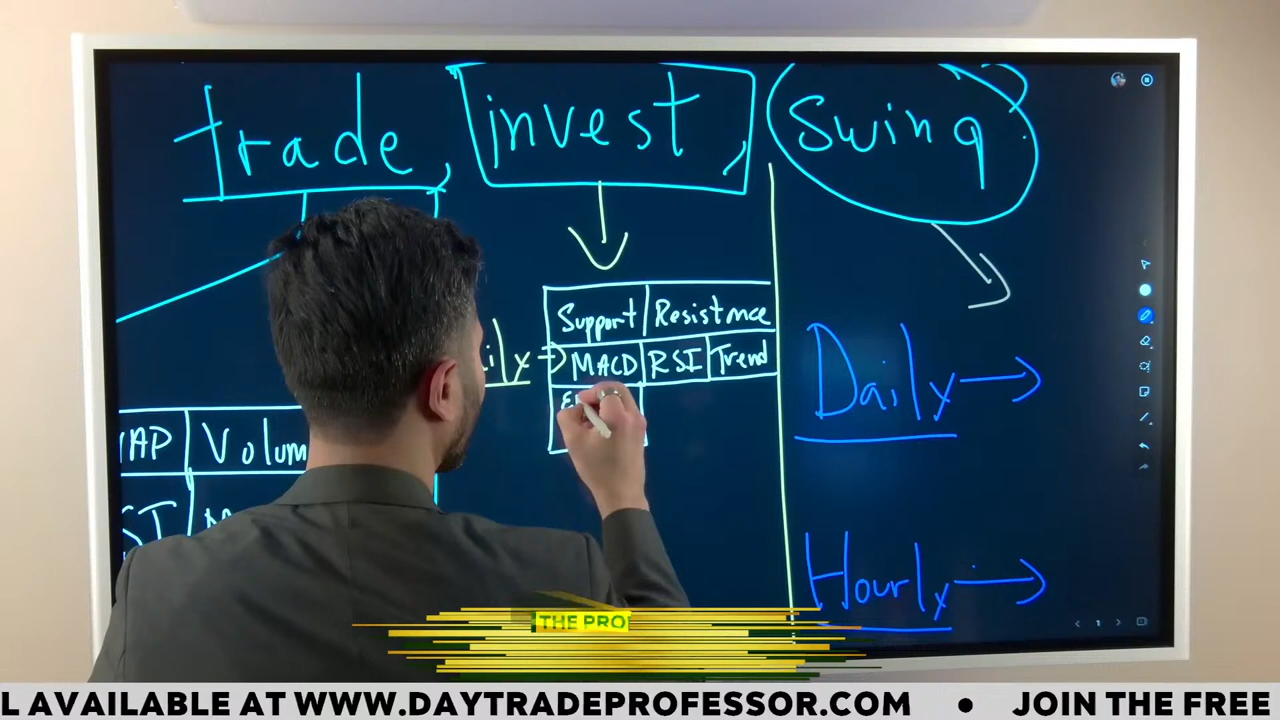 trade, invest, Swing
Support Resistance
MACD RSI Trend
Daily →
Hourly →
THE PRO
L AVAILABLE AT WWW.DAYTRADEPROFESSOR.COM • JOIN THE FREE